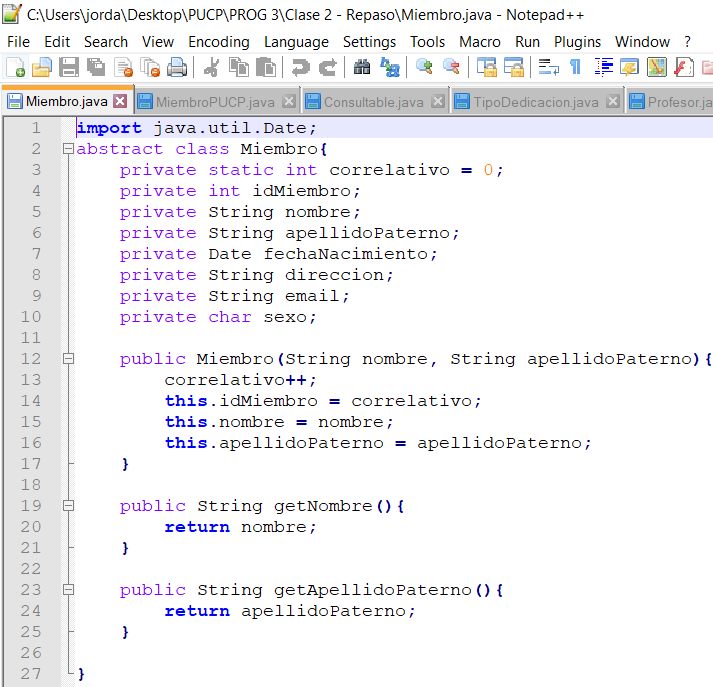 C:\Users\jorda\Desktop\PUCP\PROG 3\Clase 2 - Repaso\Miembro.java - Notepad++
File Edit Search View Encoding Language Settings Tools Macro Run Plugins Window ?
Miembro.java MiembroPUCP.java Consultable.java TipoDedicacion.java Profesor.ja
1 import java.util.Date;
2 abstract class Miembro{
3 private static int correlativo = 0;
4 private int idMiembro;
5 private String nombre;
6 private String apellidoPaterno;
7 private Date fechaNacimiento;
8 private String direccion;
9 private String email;
10 private char sexo;
11
12 public Miembro(String nombre, String apellidoPaterno){
13 correlativo++;
14 this.idMiembro = correlativo;
15 this.nombre = nombre;
16 this.apellidoPaterno = apellidoPaterno;
17 }
18
19 public String getNombre(){
20 return nombre;
21 }
22
23 public String getApellidoPaterno(){
24 return apellidoPaterno;
25 }
26
27 }